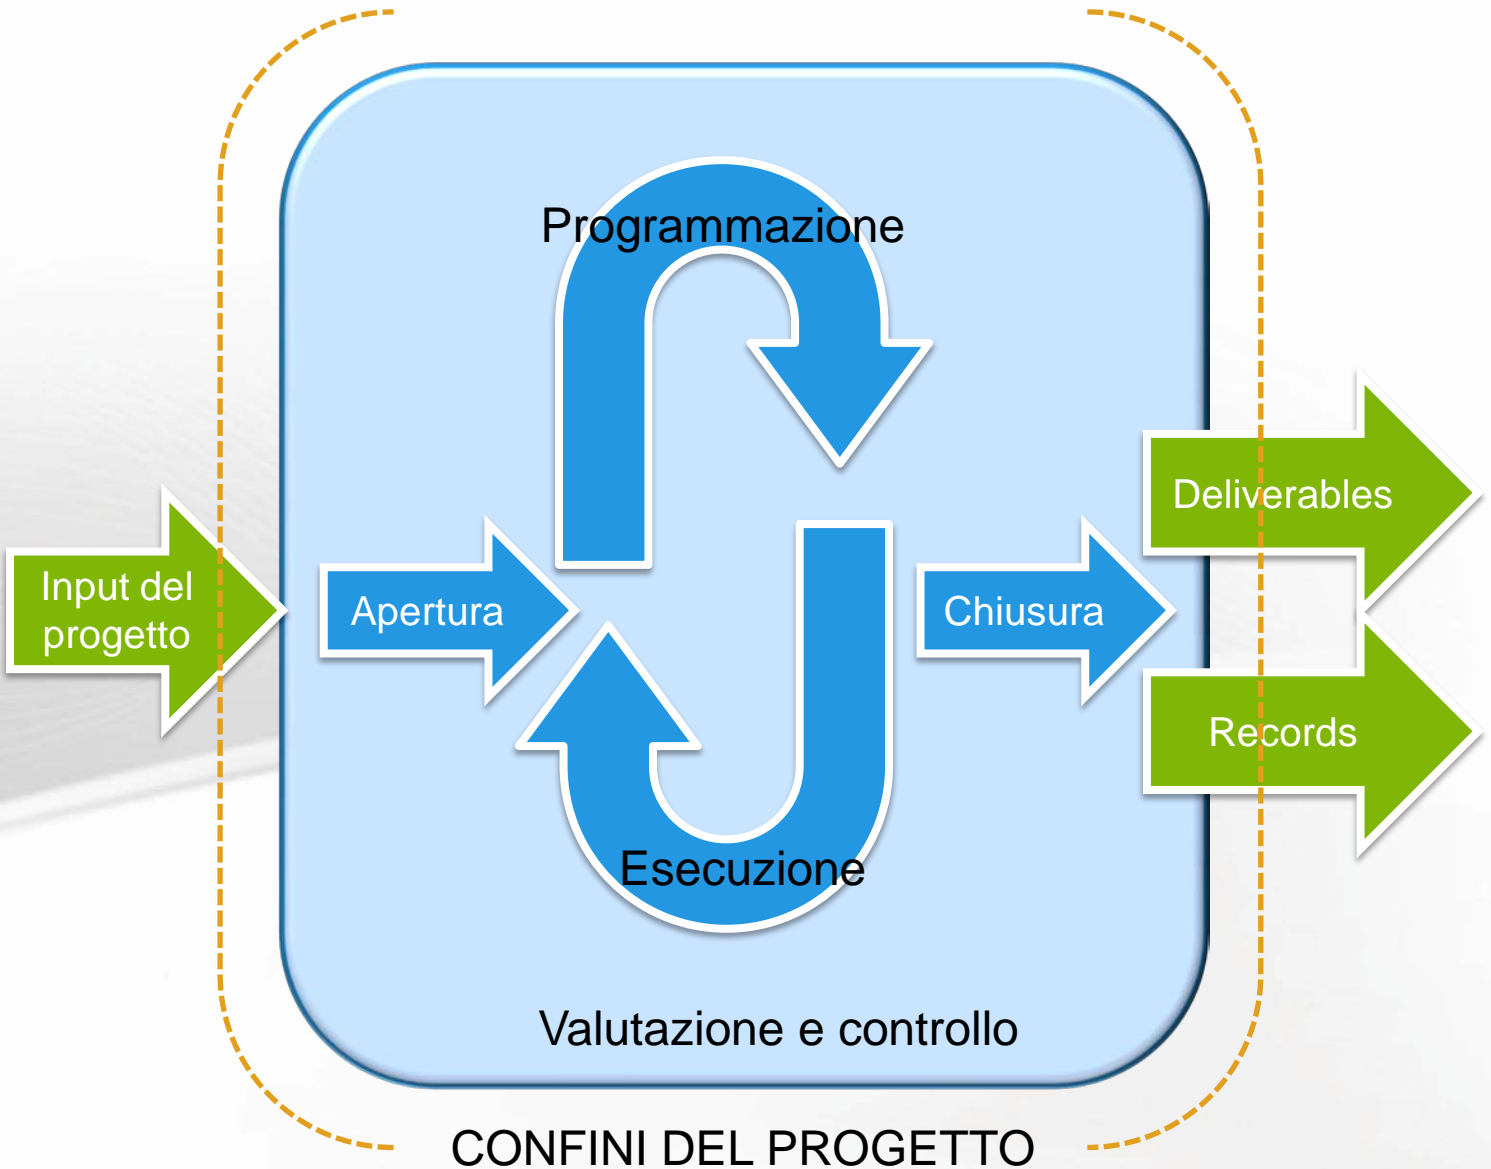 Programmazione
Deliverables
Input del
progetto
Apertura
Chiusura
Records
Esecuzione
Valutazione e controllo
CONFINI DEL PROGETTO